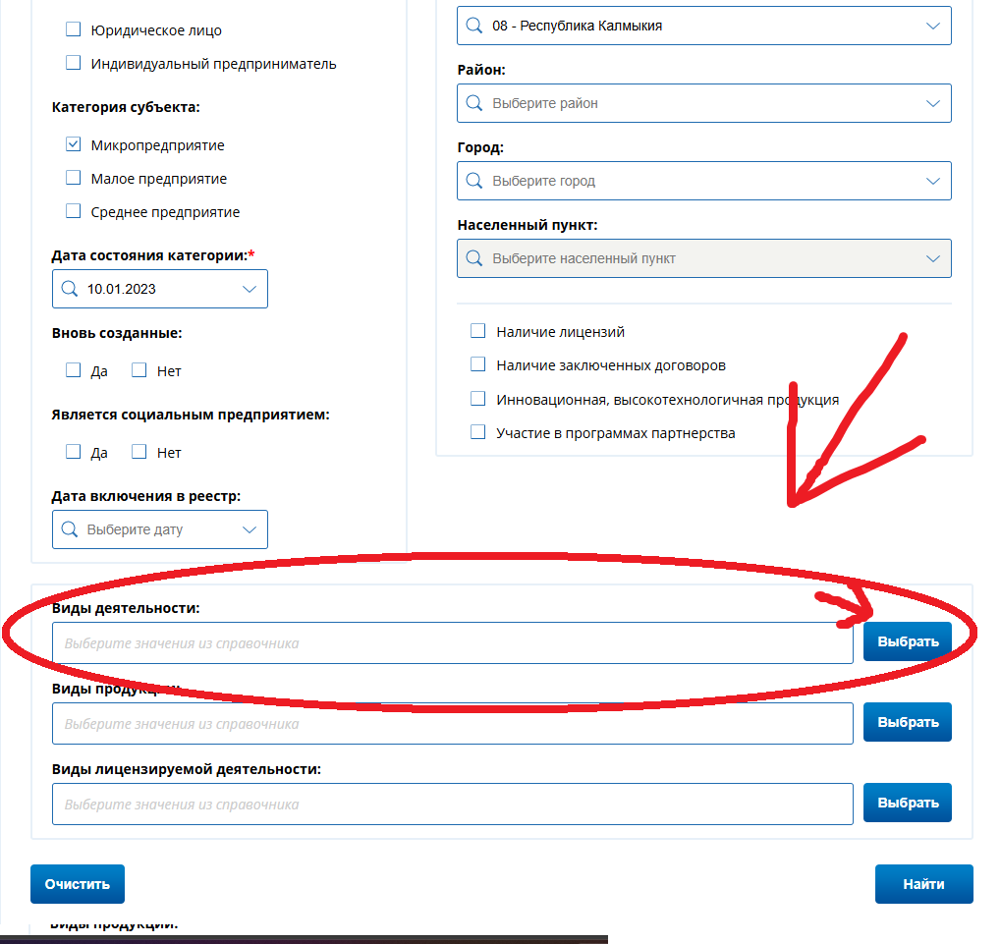 Юридическое лицо
Индивидуальный предприниматель
Категория субъекта:
Микропредприятие
Малое предприятие
Среднее предприятие
Дата состояния категории:*
10.01.2023
Вновь созданные:
Да Нет
Является социальным предприятием:
Да Нет
Дата включения в реестр:
Выберите дату
08 - Республика Калмыкия
Район:
Выберите район
Город:
Выберите город
Населенный пункт:
Выберите населенный пункт
Наличие лицензий
Наличие заключенных договоров
Инновационная, высокотехнологичная продукция
Участие в программах партнерства
Виды деятельности:
Выберите значения из справочника Выбрать
Виды продукции:
Выберите значения из справочника Выбрать
Виды лицензируемой деятельности:
Выберите значения из справочника Выбрать
Очистить Найти
Виды продукции: